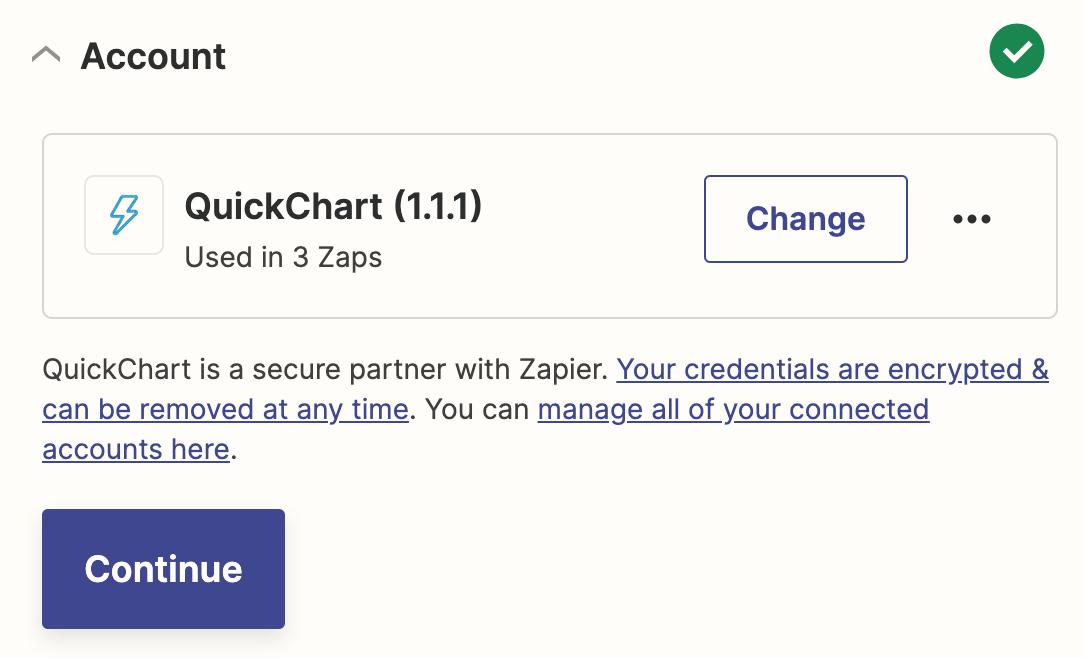 Account
QuickChart (1.1.1)
Used in 3 Zaps
Change
QuickChart is a secure partner with Zapier. Your credentials are encrypted &
can be removed at any time. You can manage all of your connected
accounts here.
Continue